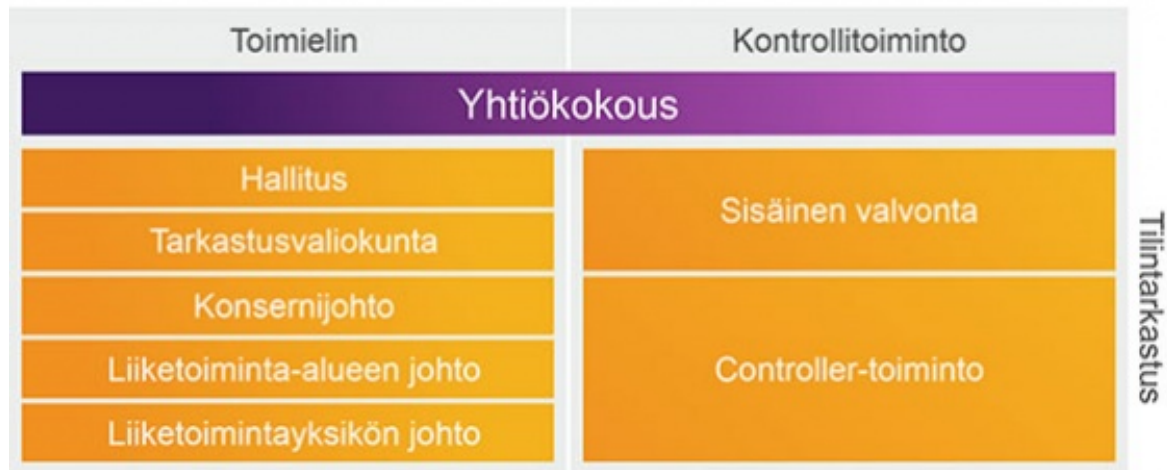 Toimielin
Kontrollitoiminto
Yhtiökokous
Hallitus
Tarkastusvaliokunta
Konsernijohto
Liiketoiminta-alueen johto
Liiketoimintayksikön johto
Sisäinen valvonta
Controller-toiminto
Tilintarkastus